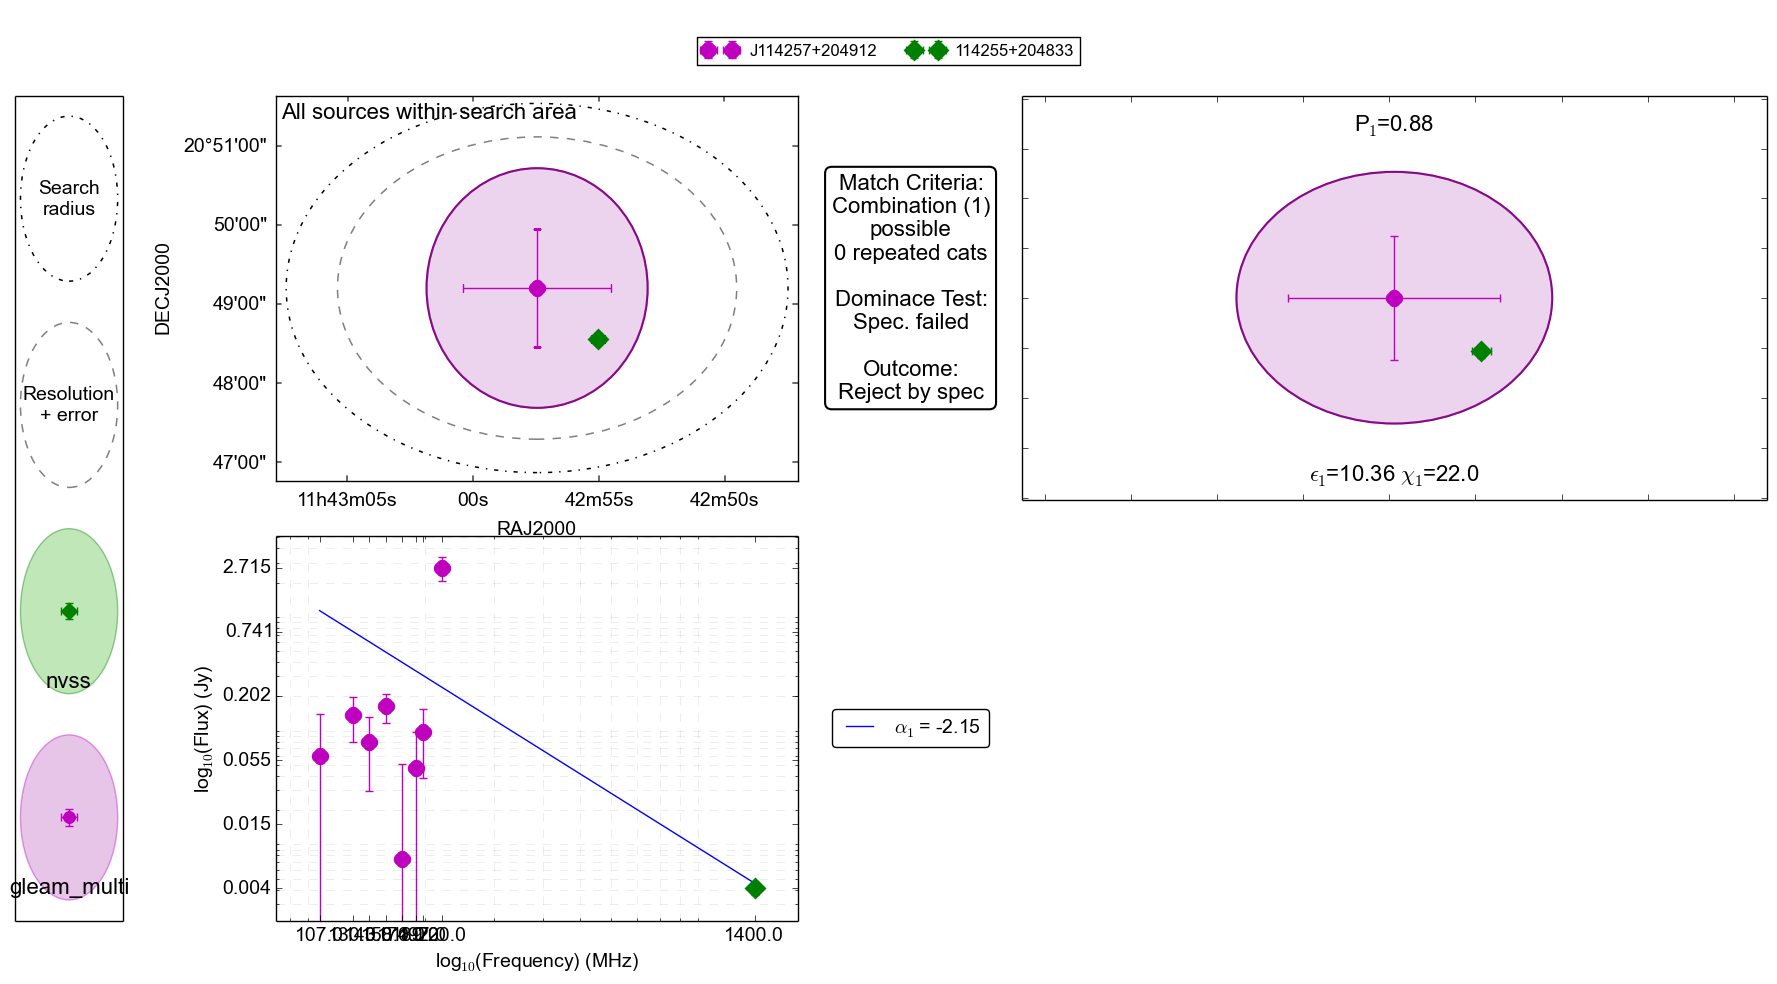 J114257+204912
114255+204833
Search
radius
Resolution
+ error
nvss
gleam_multi
All sources within search area
DECJ2000
20°51'00"
50'00"
49'00"
48'00"
47'00"
11h43m05s
00s
42m55s
42m50s
RAJ2000
Match Criteria:
Combination (1)
possible
0 repeated cats
Dominace Test:
Spec. failed
Outcome:
Reject by spec
P₁=0.88
ϵ₁=10.36 χ₁=22.0
log₁₀(Flux) (Jy)
2.715
0.741
0.202
0.055
0.015
0.004
107.0
1400.0
log₁₀(Frequency) (MHz)
α₁ = -2.15